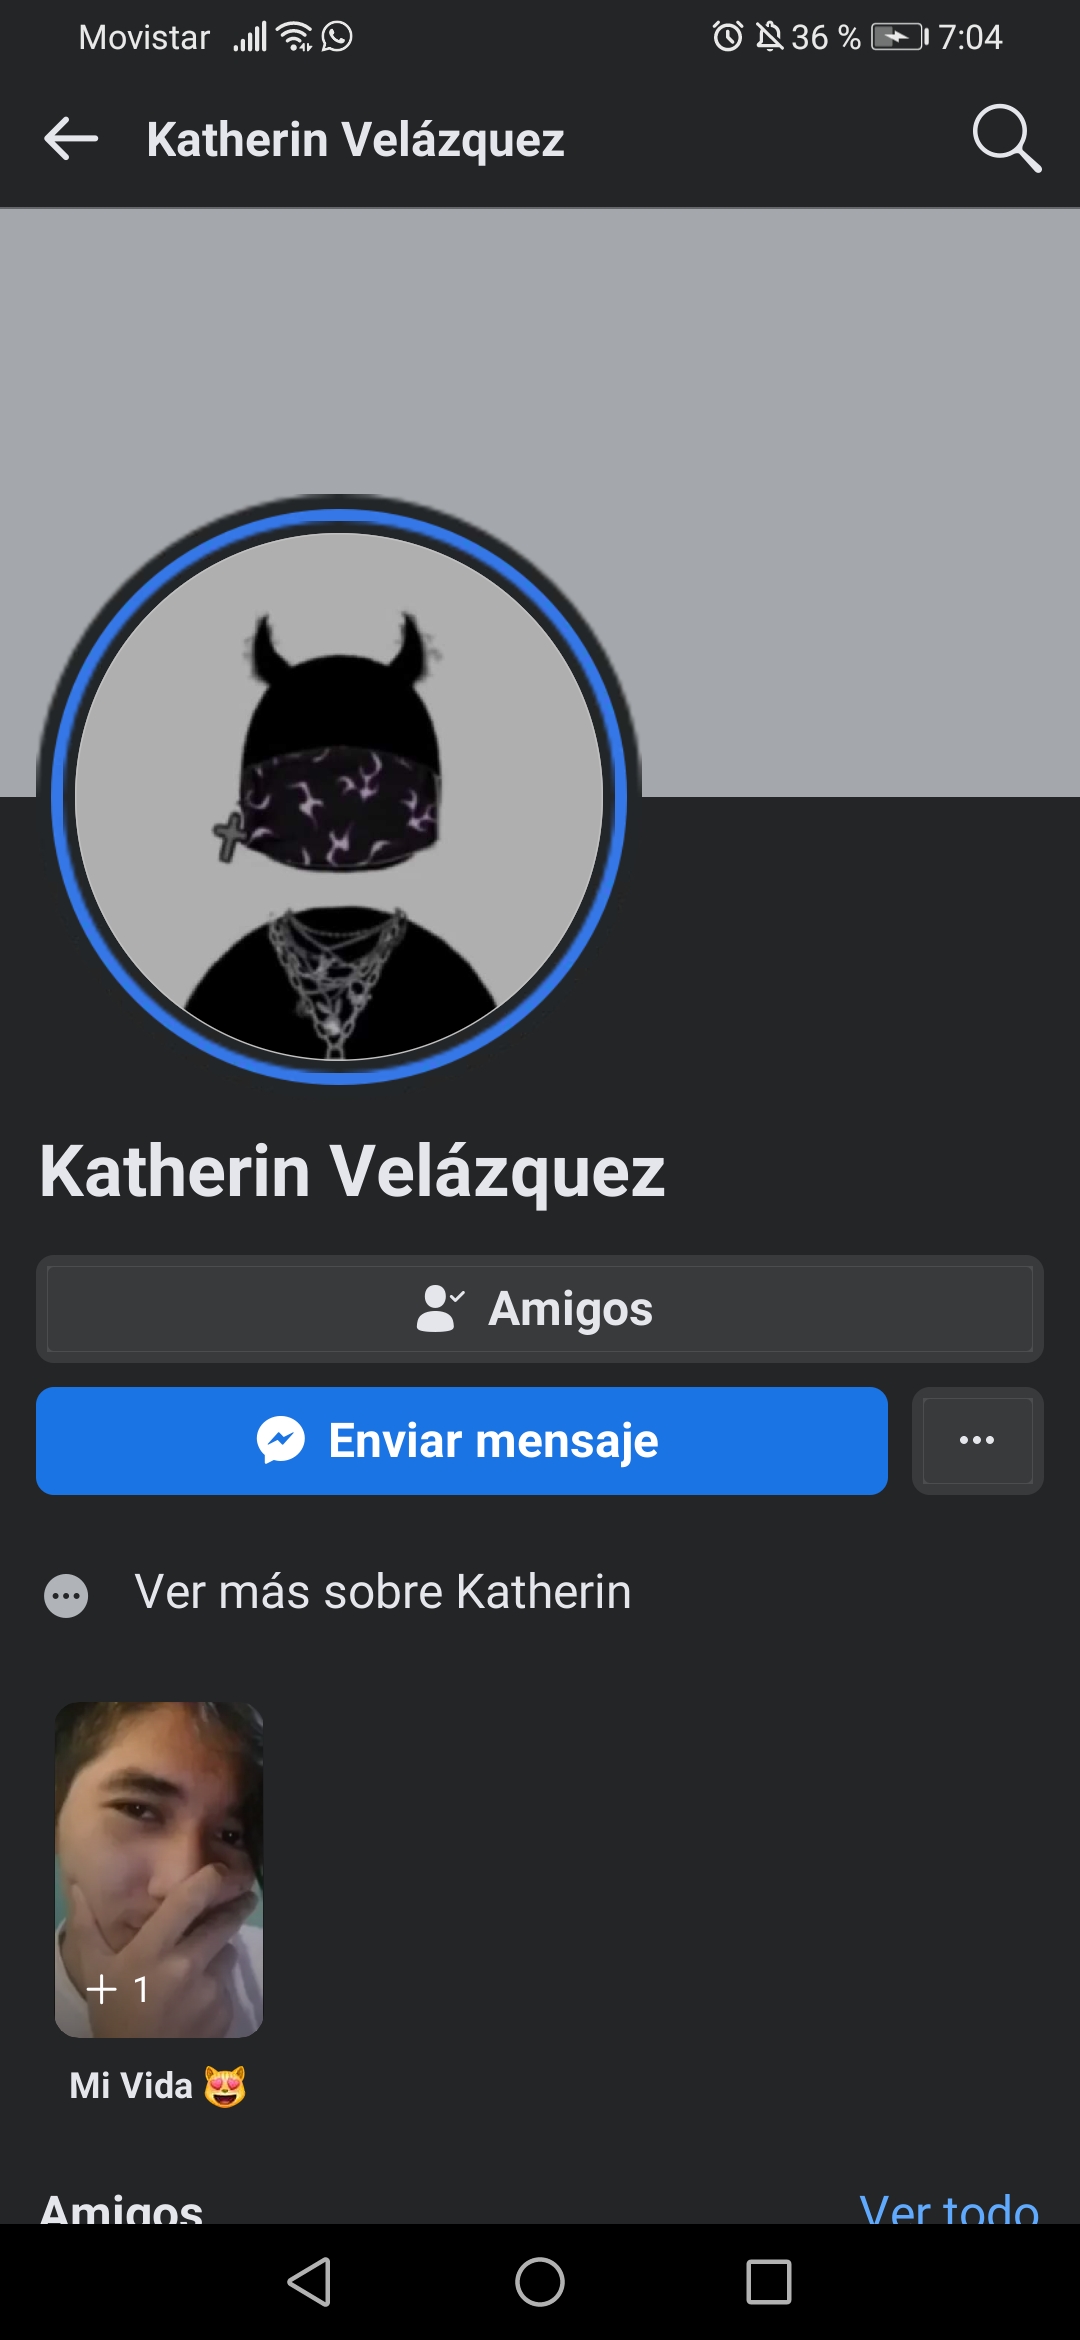 Movistar 36 % 7:04
Katherin Velázquez
Katherin Velázquez
Amigos
Enviar mensaje
Ver más sobre Katherin
+ 1
Mi Vida 😻
Amigos Ver todo